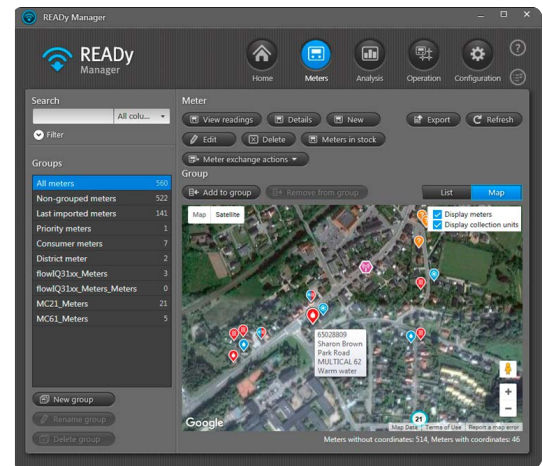 READy Manager
READy
Manager
Home
Meters
Analysis
Operation
Configuration
?
Search
All colu...
Filter
Groups
All meters 560
Non-grouped meters 522
Last imported meters 141
Priority meters 1
Consumer meters 7
District meter 2
flowIQ31xx_Meters 3
flowIQ31xx_Meters_Meters 0
MC21_Meters 21
MC61_Meters 5
New group
Rename group
Delete group
Meter
View readings
Details
New
Export
Refresh
Edit
Delete
Meters in stock
Meter exchange actions
Group
Add to group
Remove from group
List
Map
Map
Satellite
Display meters
Display collection units
65028809
Sharon Brown
Park Road
MULTICAL 62
Warm water
+
−
21
Google
Map Data
Terms of Use
Report a map error
Meters without coordinates: 514, Meters with coordinates: 46